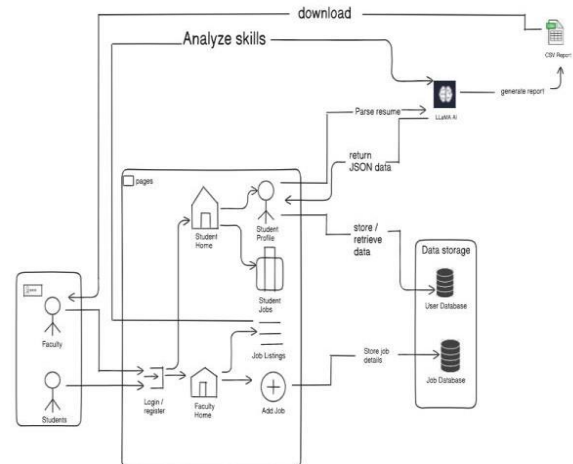 download
Analyze skills
CSV Report
generate report
LLaMA AI
Parse resume
return
JSON data
pages
Student
Home
Student
Profile
store /
retrieve
data
Data storage
Student
Jobs
User Database
Faculty
Job Listings
Store job
details
Login /
register
Faculty
Home
Add Job
Job Database
Students